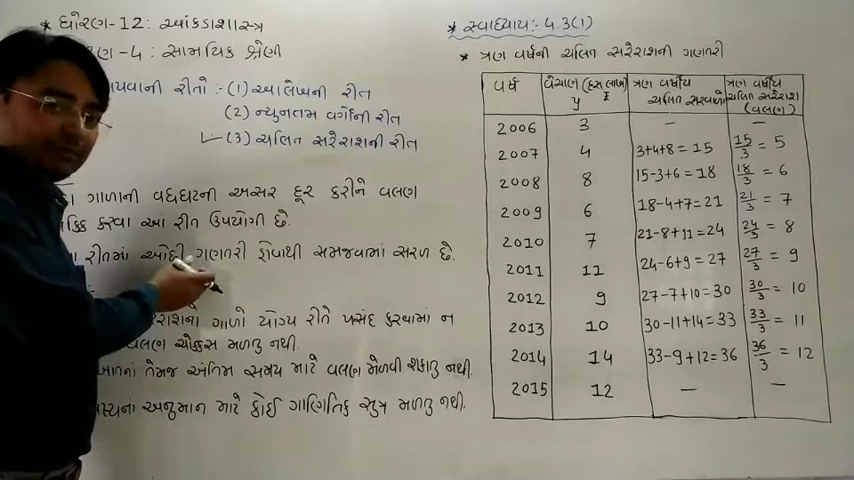 * ધોરણ-12: આંકડાશાસ્ત્ર
રણ-4: સામયિક શ્રેણી
પવાની રીતો :- (1) આલેખની રીત
(2) ન્યુનતમ વર્ગોની રીત
(3) ચલિત સરેરાશની રીત
ગાળાની વધઘટની અસર દૂર કરીને વલણ
કરવા આ રીત ઉપયોગી છે.
રીતમાં ઓછી ગણતરી હોવાથી સમજવામાં સરળ છે.
ગાળો યોગ્ય રીતે પસંદ કરવામાં ન
ચોક્કસ મળતુ નથી.
તેમજ અંતિમ સમય માટે વલણ મેળવી શકાતુ નથી.
અનુમાન માટે કોઈ ગાણિતિક સુત્ર મળતુ નથી.
* સ્વાધ્યાય:- 4.3(1)
* ત્રણ વર્ષની ચલિત સરેરાશની ગણતરી
વર્ષ વેચાણ (દસ લાખ) ₹ y ત્રણ વર્ષીય ચલિત સરવાળો ત્રણ વર્ષીય ચલિત સરેરાશ (વલણ)
2006 3 — —
2007 4 3+4+8=15 15/3 = 5
2008 8 15-3+6=18 18/3 = 6
2009 6 18-4+7=21 21/3 = 7
2010 7 21-8+11=24 24/3 = 8
2011 11 24-6+9=27 27/3 = 9
2012 9 27-7+10=30 30/3 = 10
2013 10 30-11+14=33 33/3 = 11
2014 14 33-9+12=36 36/3 = 12
2015 12 — —